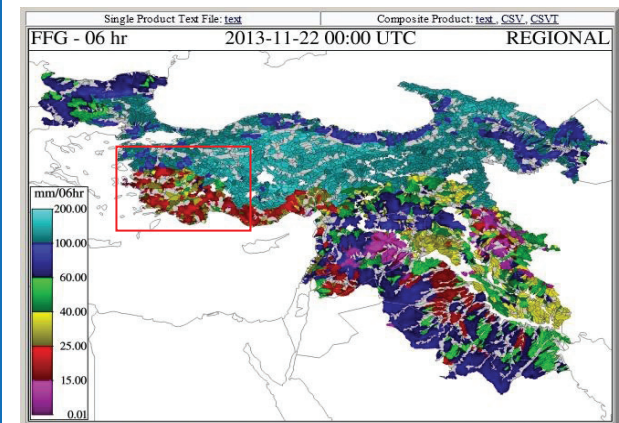 Single Product Text File: text
Composite Product: text , CSV , CSVT
FFG - 06 hr
2013-11-22 00:00 UTC
REGIONAL
mm/06hr
200.00
100.00
60.00
40.00
25.00
15.00
0.01